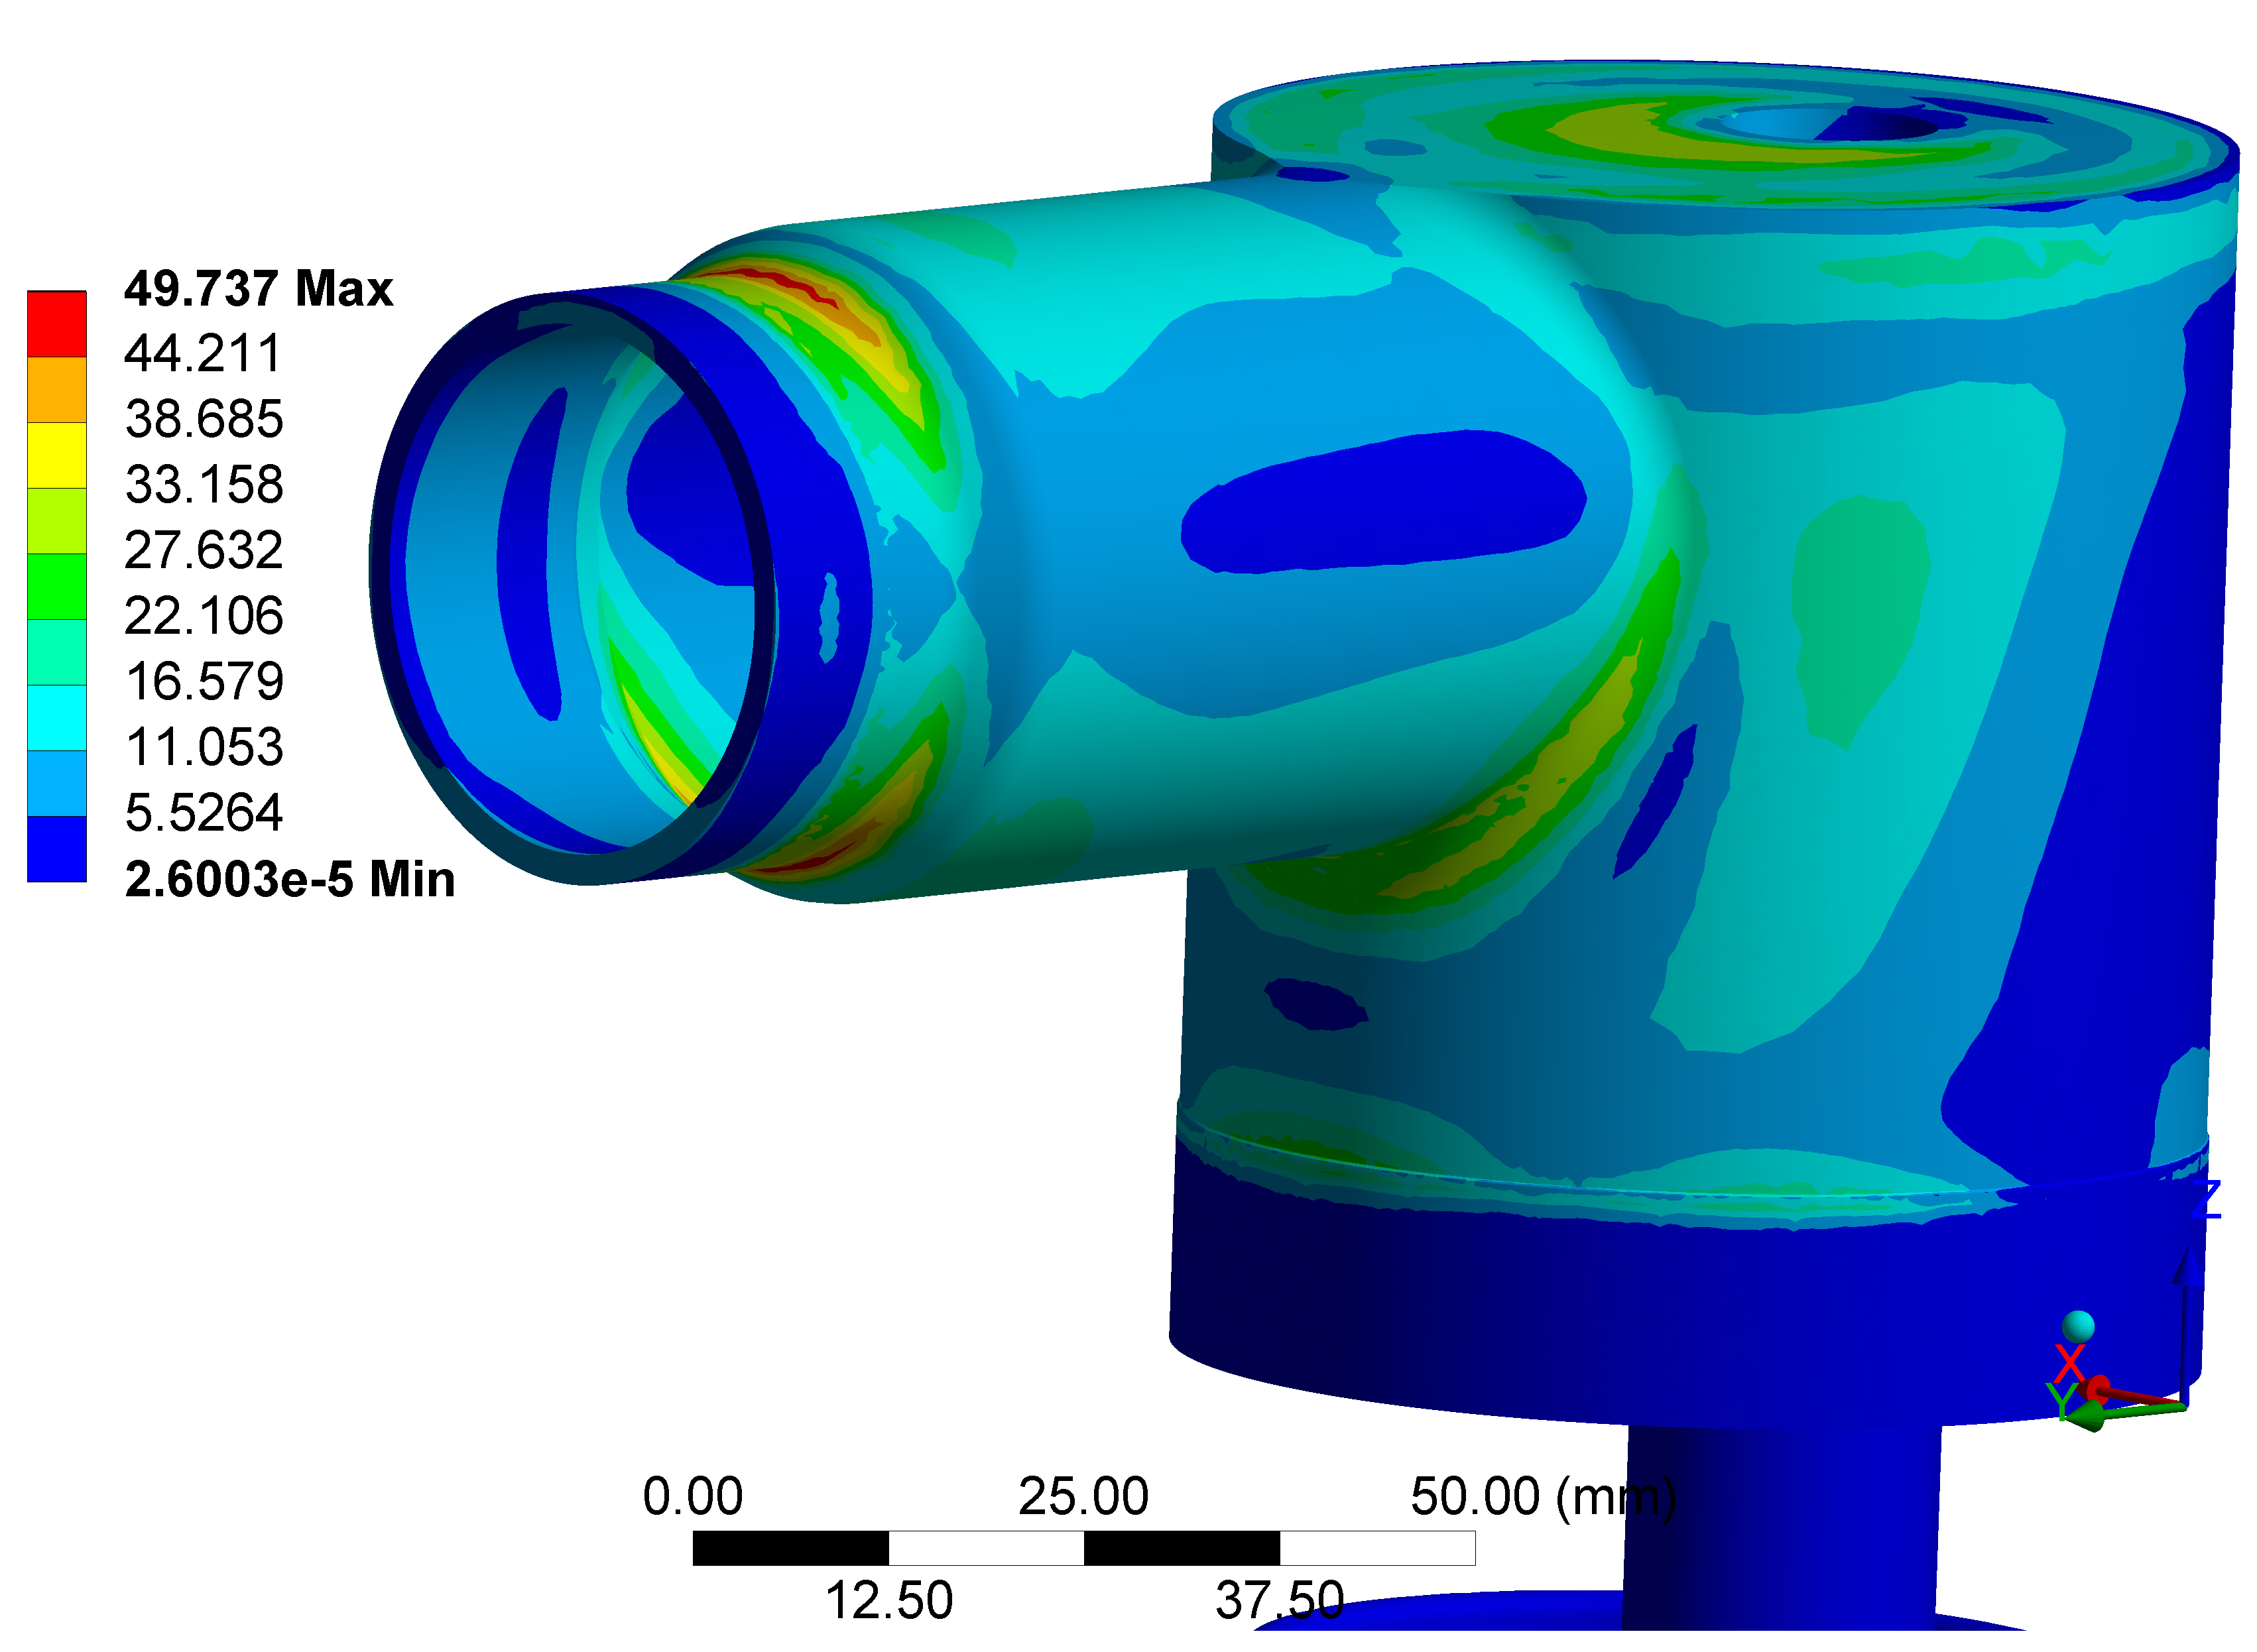 49.737 Max
44.211
38.685
33.158
27.632
22.106
16.579
11.053
5.5264
2.6003e-5 Min
Z
X
Y
0.00 25.00 50.00 (mm)
12.50 37.50